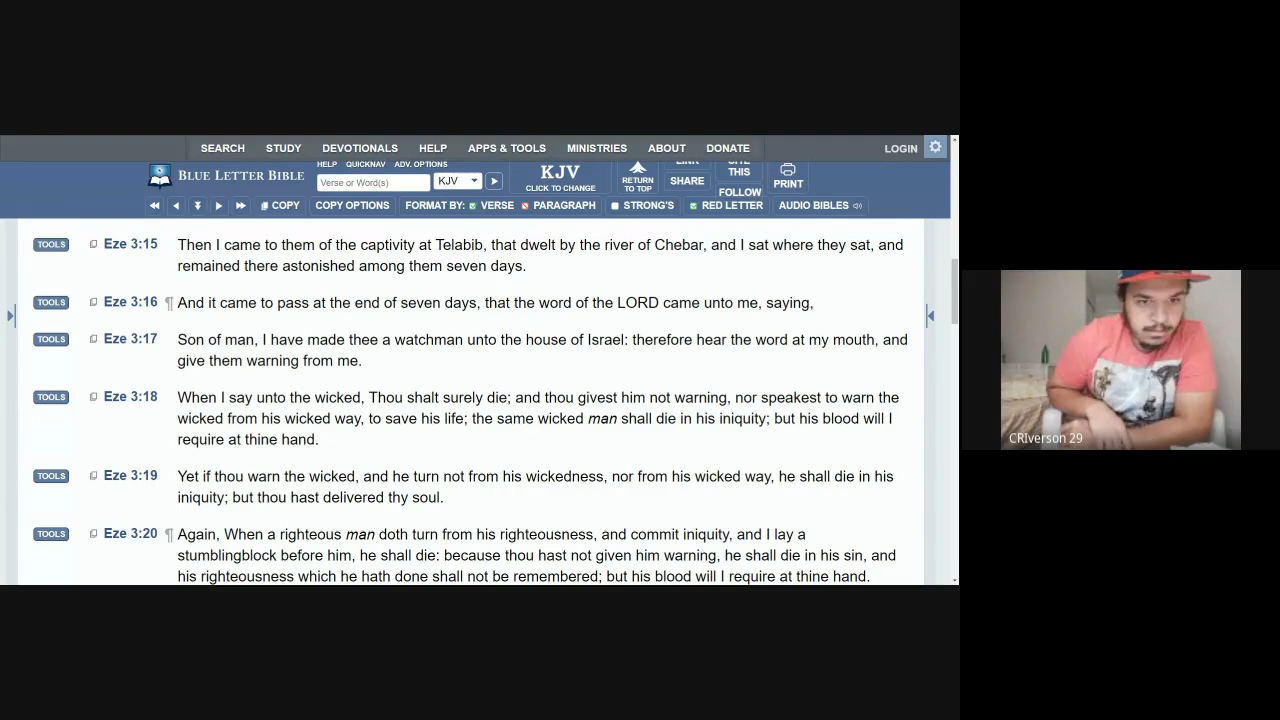 SEARCH STUDY DEVOTIONALS HELP APPS & TOOLS MINISTRIES ABOUT DONATE LOGIN
HELP QUICKNAV ADV. OPTIONS
BLUE LETTER BIBLE
Verse or Word(s) KJV
KJV
CLICK TO CHANGE
RETURN
TO TOP
LINK
SHARE
CITE
THIS
FOLLOW
PRINT
COPY COPY OPTIONS FORMAT BY: VERSE PARAGRAPH STRONG'S RED LETTER AUDIO BIBLES
TOOLS Eze 3:15 Then I came to them of the captivity at Telabib, that dwelt by the river of Chebar, and I sat where they sat, and
remained there astonished among them seven days.
TOOLS Eze 3:16 ¶ And it came to pass at the end of seven days, that the word of the LORD came unto me, saying,
TOOLS Eze 3:17 Son of man, I have made thee a watchman unto the house of Israel: therefore hear the word at my mouth, and
give them warning from me.
TOOLS Eze 3:18 When I say unto the wicked, Thou shalt surely die; and thou givest him not warning, nor speakest to warn the
wicked from his wicked way, to save his life; the same wicked man shall die in his iniquity; but his blood will I
require at thine hand.
TOOLS Eze 3:19 Yet if thou warn the wicked, and he turn not from his wickedness, nor from his wicked way, he shall die in his
iniquity; but thou hast delivered thy soul.
TOOLS Eze 3:20 ¶ Again, When a righteous man doth turn from his righteousness, and commit iniquity, and I lay a
stumblingblock before him, he shall die: because thou hast not given him warning, he shall die in his sin, and
his righteousness which he hath done shall not be remembered; but his blood will I require at thine hand.
CRIverson 29